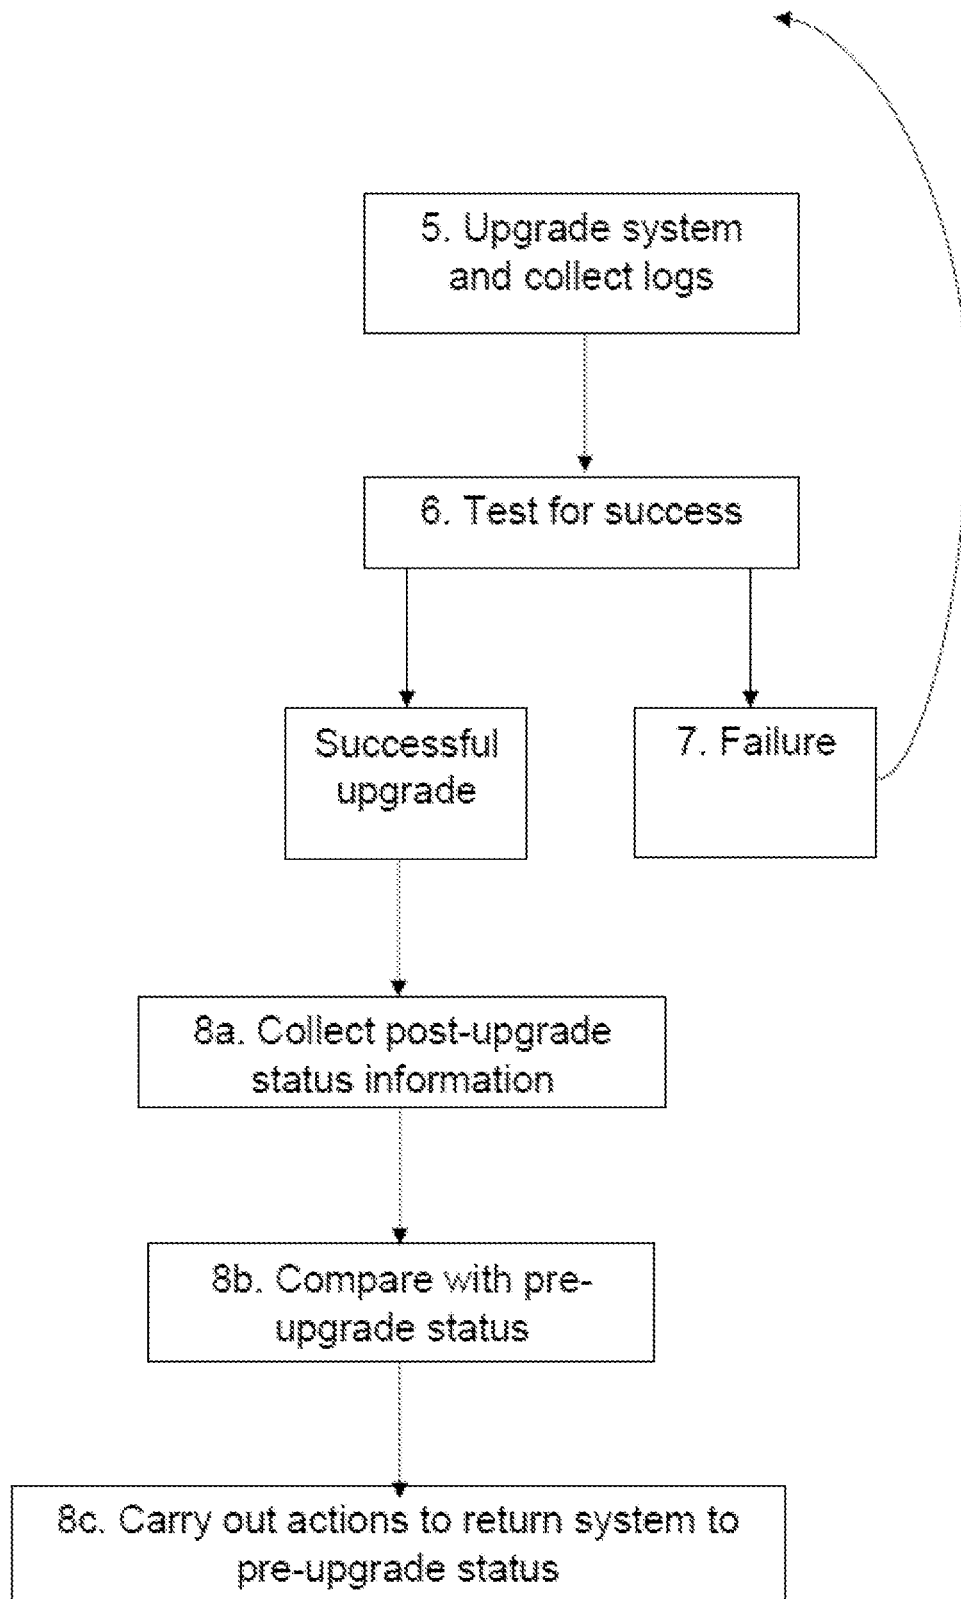 5. Upgrade system
and collect logs
6. Test for success
Successful
upgrade
7. Failure
8a. Collect post-upgrade
status information
8b. Compare with pre-
upgrade status
8c. Carry out actions to return system to
pre-upgrade status